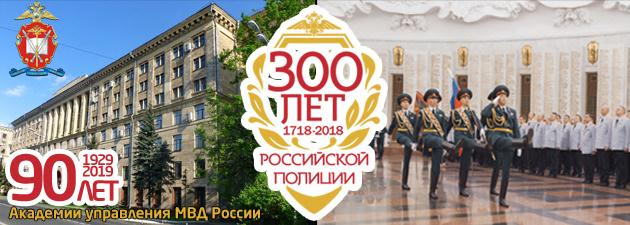 300
ЛЕТ
1718-2018
РОССИЙСКОЙ
ПОЛИЦИИ
90 1929
2019
ЛЕТ
Академии управления МВД России